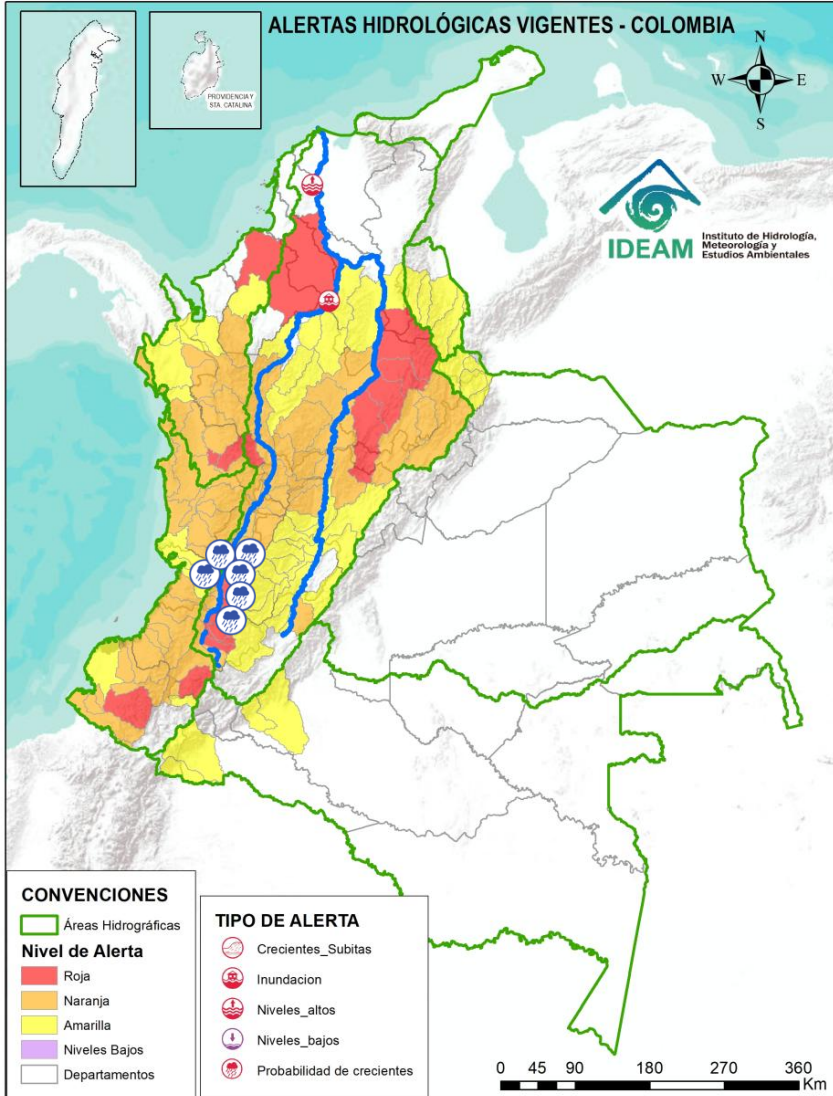 ALERTAS HIDROLÓGICAS VIGENTES - COLOMBIA
PROVIDENCIA Y
STA. CATALINA
N
W E
S
IDEAM
Instituto de Hidrología,
Meteorología y
Estudios Ambientales
CONVENCIONES
Áreas Hidrográficas
Nivel de Alerta
Roja
Naranja
Amarilla
Niveles Bajos
Departamentos
TIPO DE ALERTA
Crecientes_Subitas
Inundacion
Niveles_altos
Niveles_bajos
Probabilidad de crecientes
0 45 90 180 270 360
Km